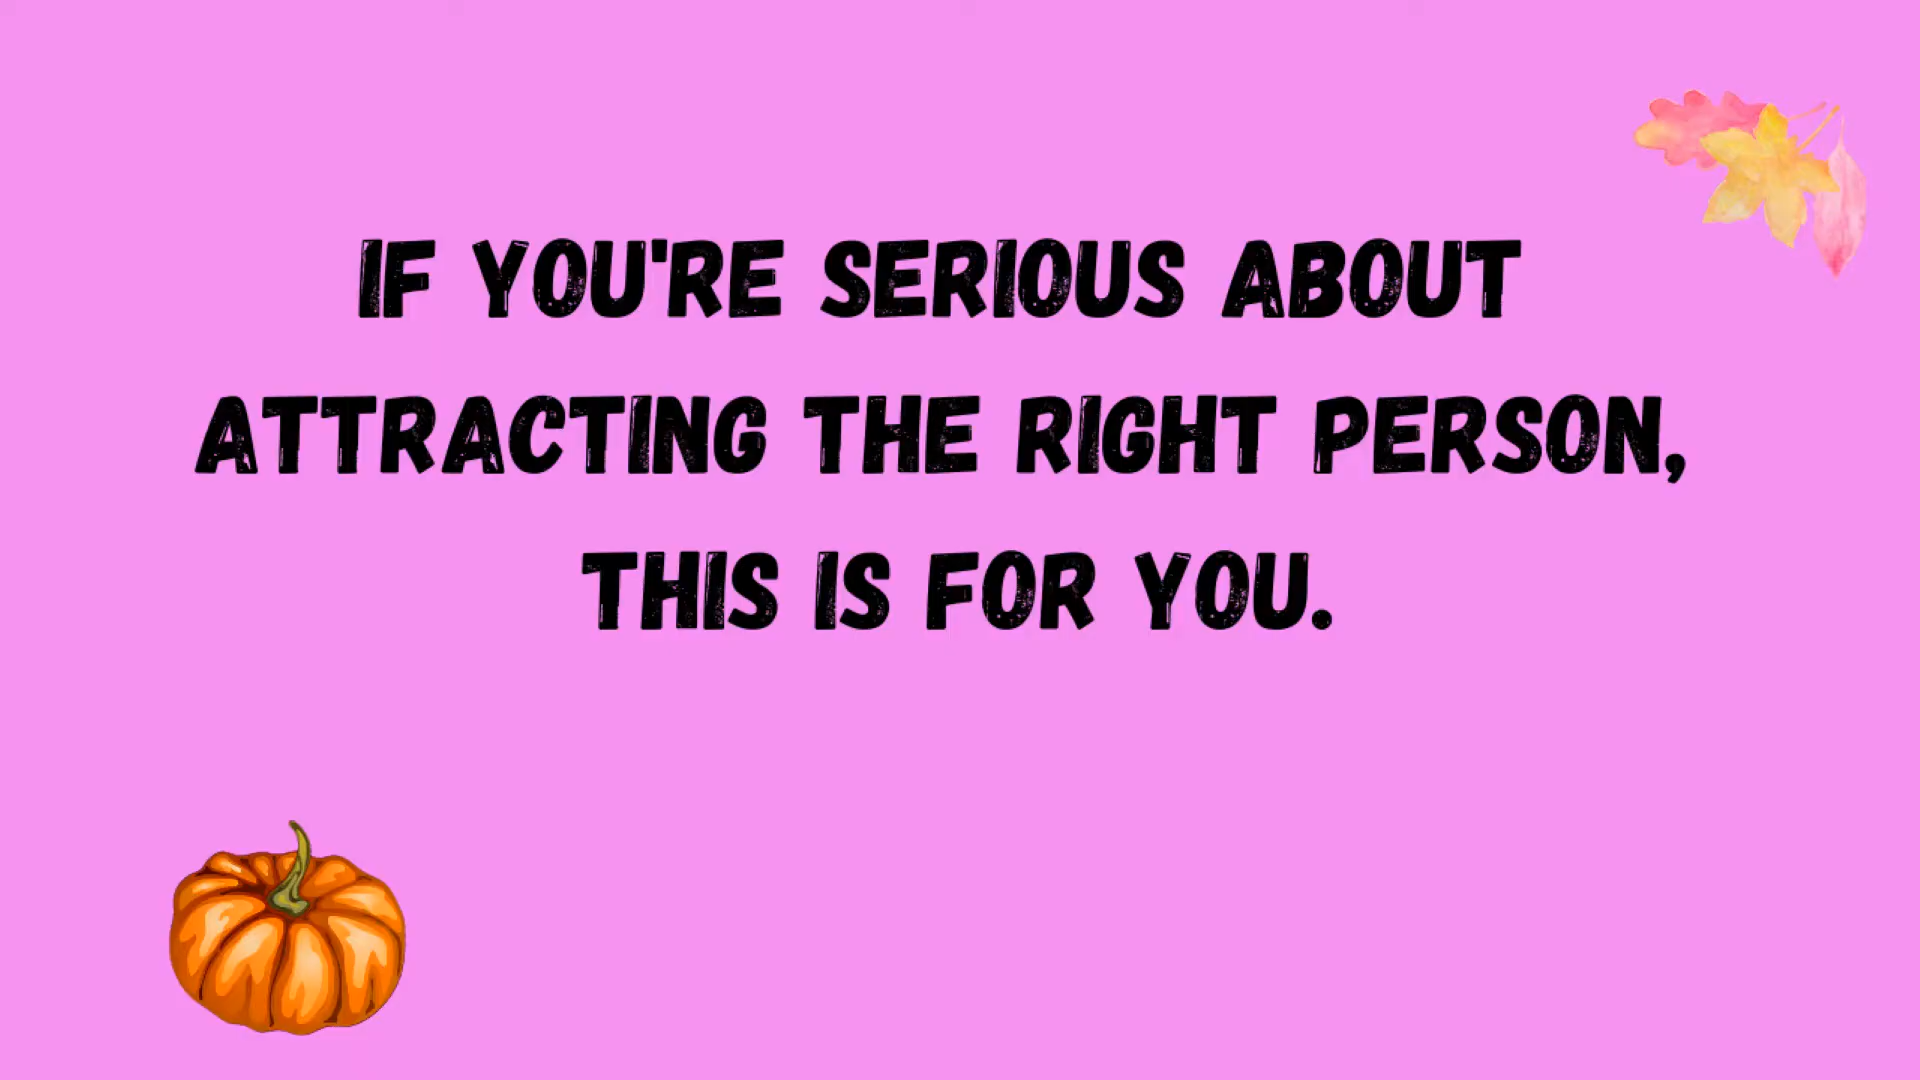 IF YOU'RE SERIOUS ABOUT
ATTRACTING THE RIGHT PERSON,
THIS IS FOR YOU.